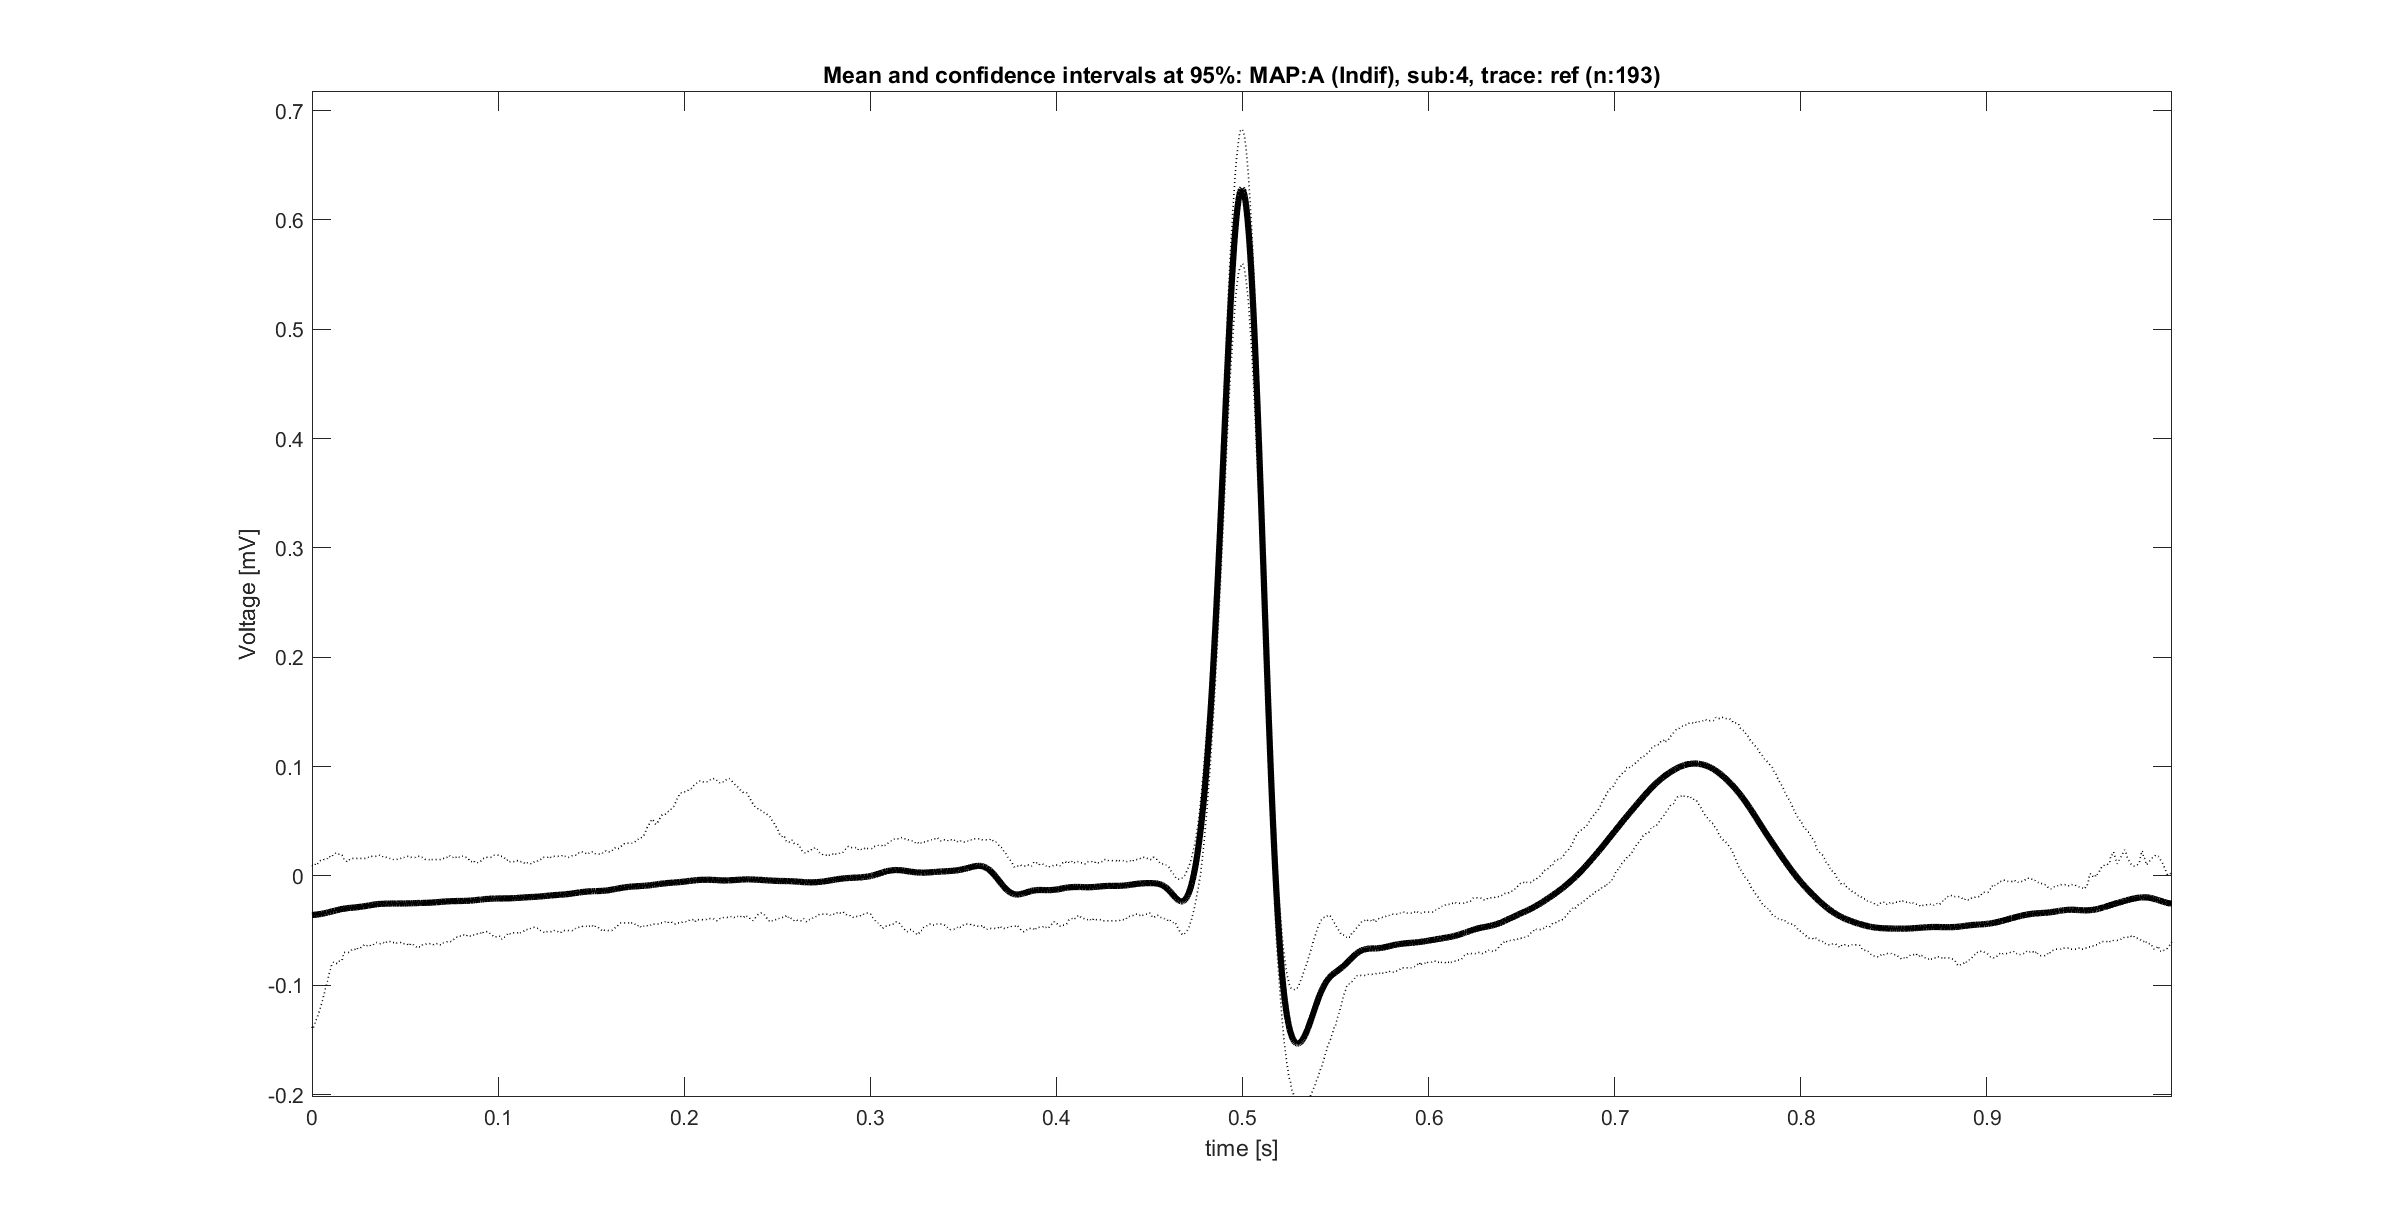 Mean and confidence intervals at 95%: MAP:A (Indif), sub:4, trace: ref (n:193)
0.7
0.6
0.5
0.4
0.3
0.2
0.1
0
-0.1
-0.2
Voltage [mV]
0 0.1 0.2 0.3 0.4 0.5 0.6 0.7 0.8 0.9
time [s]